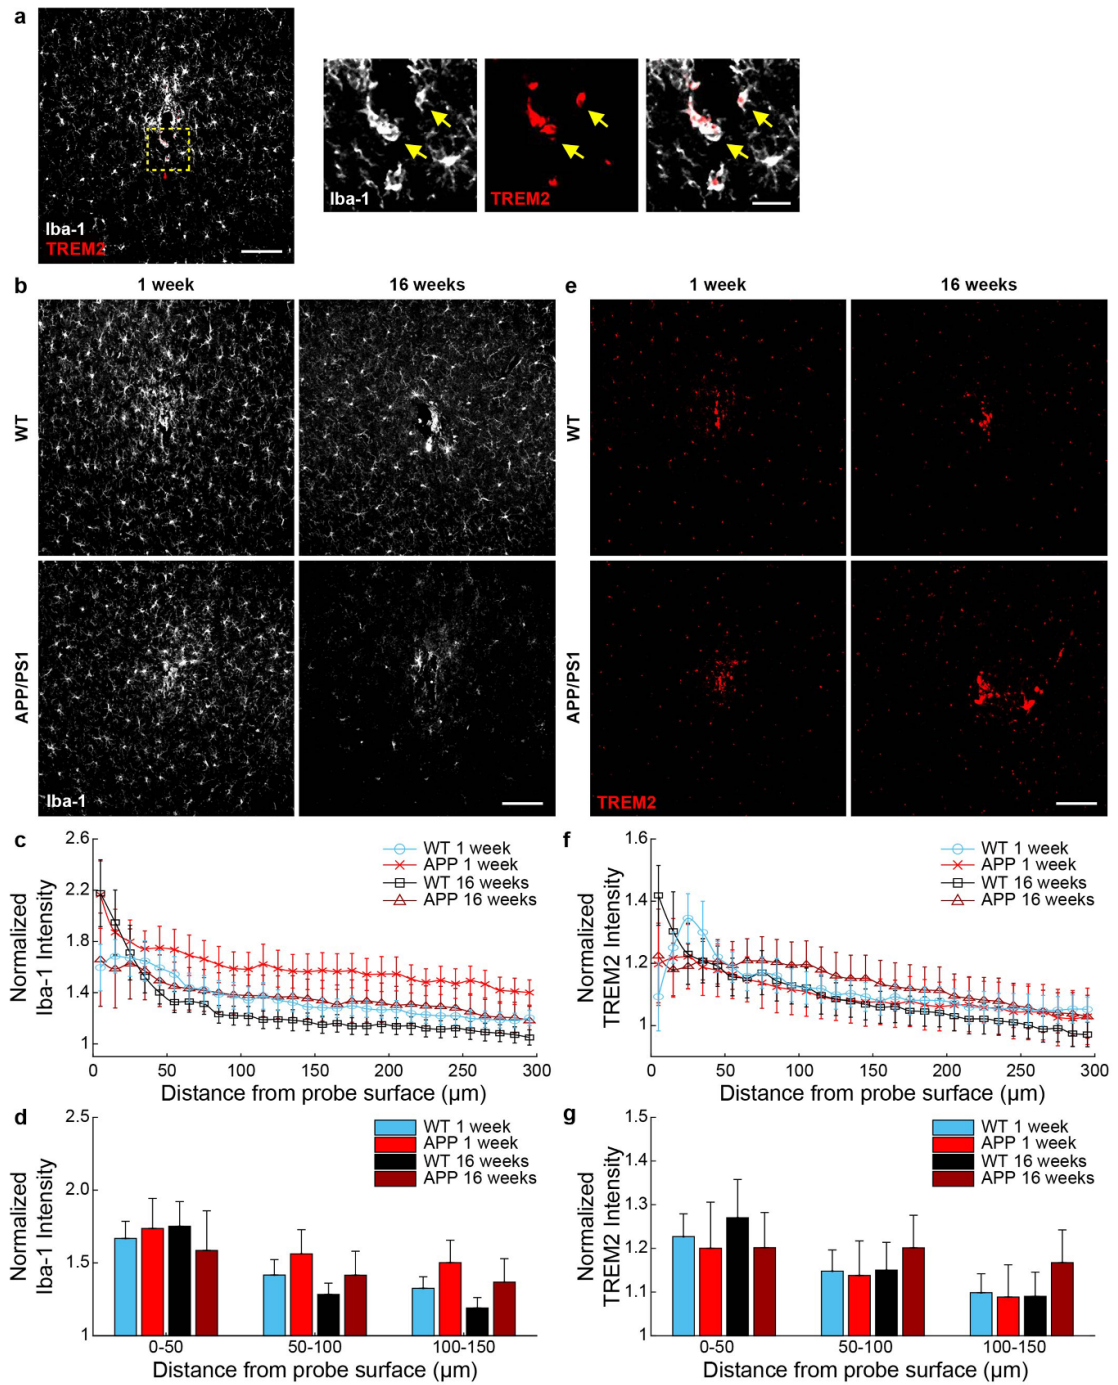 a
Iba-1
TREM2
Iba-1
TREM2
b
1 week
16 weeks
WT
APP/PS1
Iba-1
e
1 week
16 weeks
WT
APP/PS1
TREM2
c
2.6
2.2
1.8
1.4
1
Normalized
Iba-1 Intensity
WT 1 week
APP 1 week
WT 16 weeks
APP 16 weeks
0 50 100 150 200 250 300
Distance from probe surface (µm)
f
1.6
1.4
1.2
1
Normalized
TREM2 Intensity
WT 1 week
APP 1 week
WT 16 weeks
APP 16 weeks
0 50 100 150 200 250 300
Distance from probe surface (µm)
d
2.5
2.0
1.5
1
Normalized
Iba-1 Intensity
WT 1 week
APP 1 week
WT 16 weeks
APP 16 weeks
0-50 50-100 100-150
Distance from probe surface (µm)
g
1.5
1.4
1.3
1.2
1.1
1
Normalized
TREM2 Intensity
WT 1 week
APP 1 week
WT 16 weeks
APP 16 weeks
0-50 50-100 100-150
Distance from probe surface (µm)